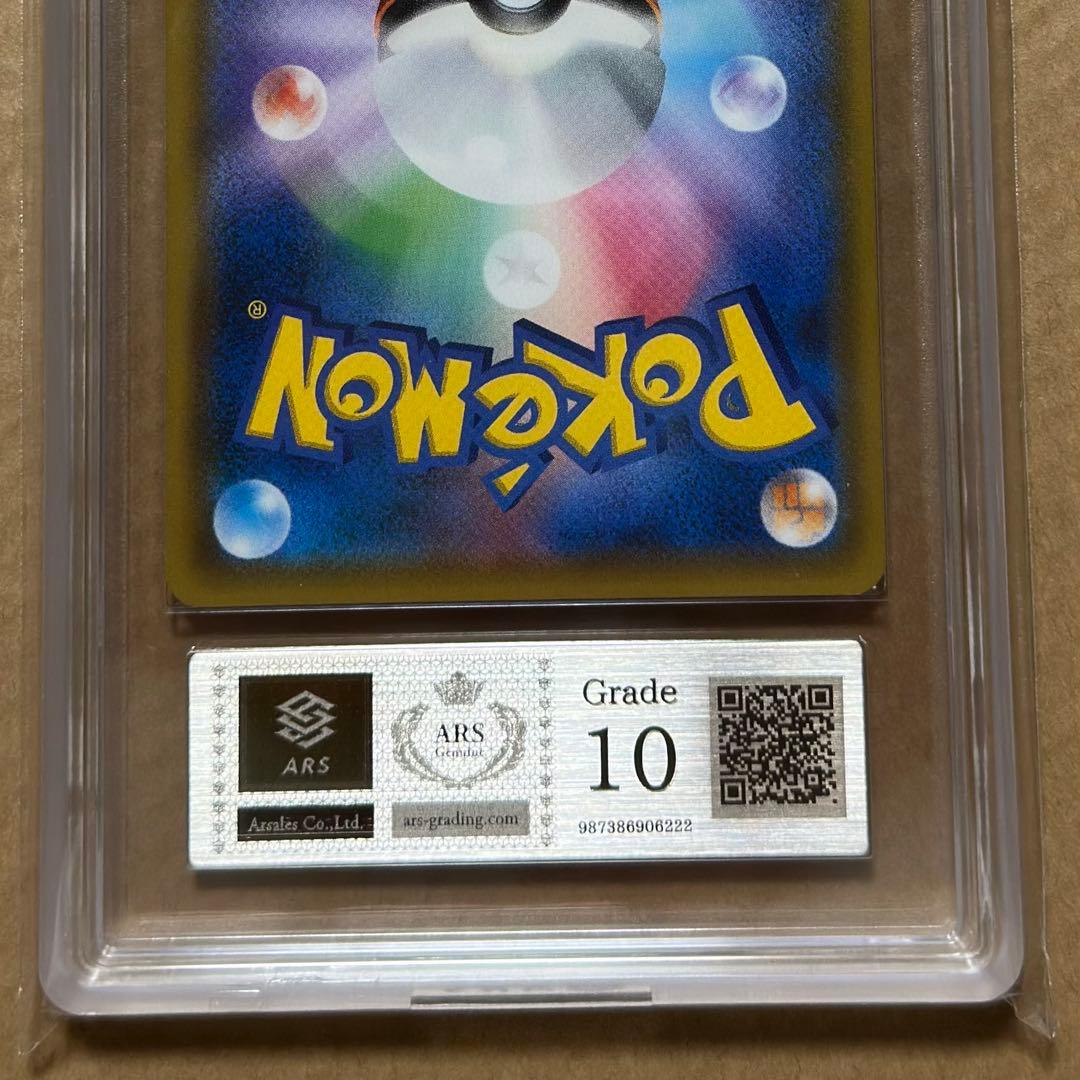 POKéMON
®
ARS
Arsales Co.,Ltd.
ARS
Genuine
ars-grading.com
Grade
10
987386906222